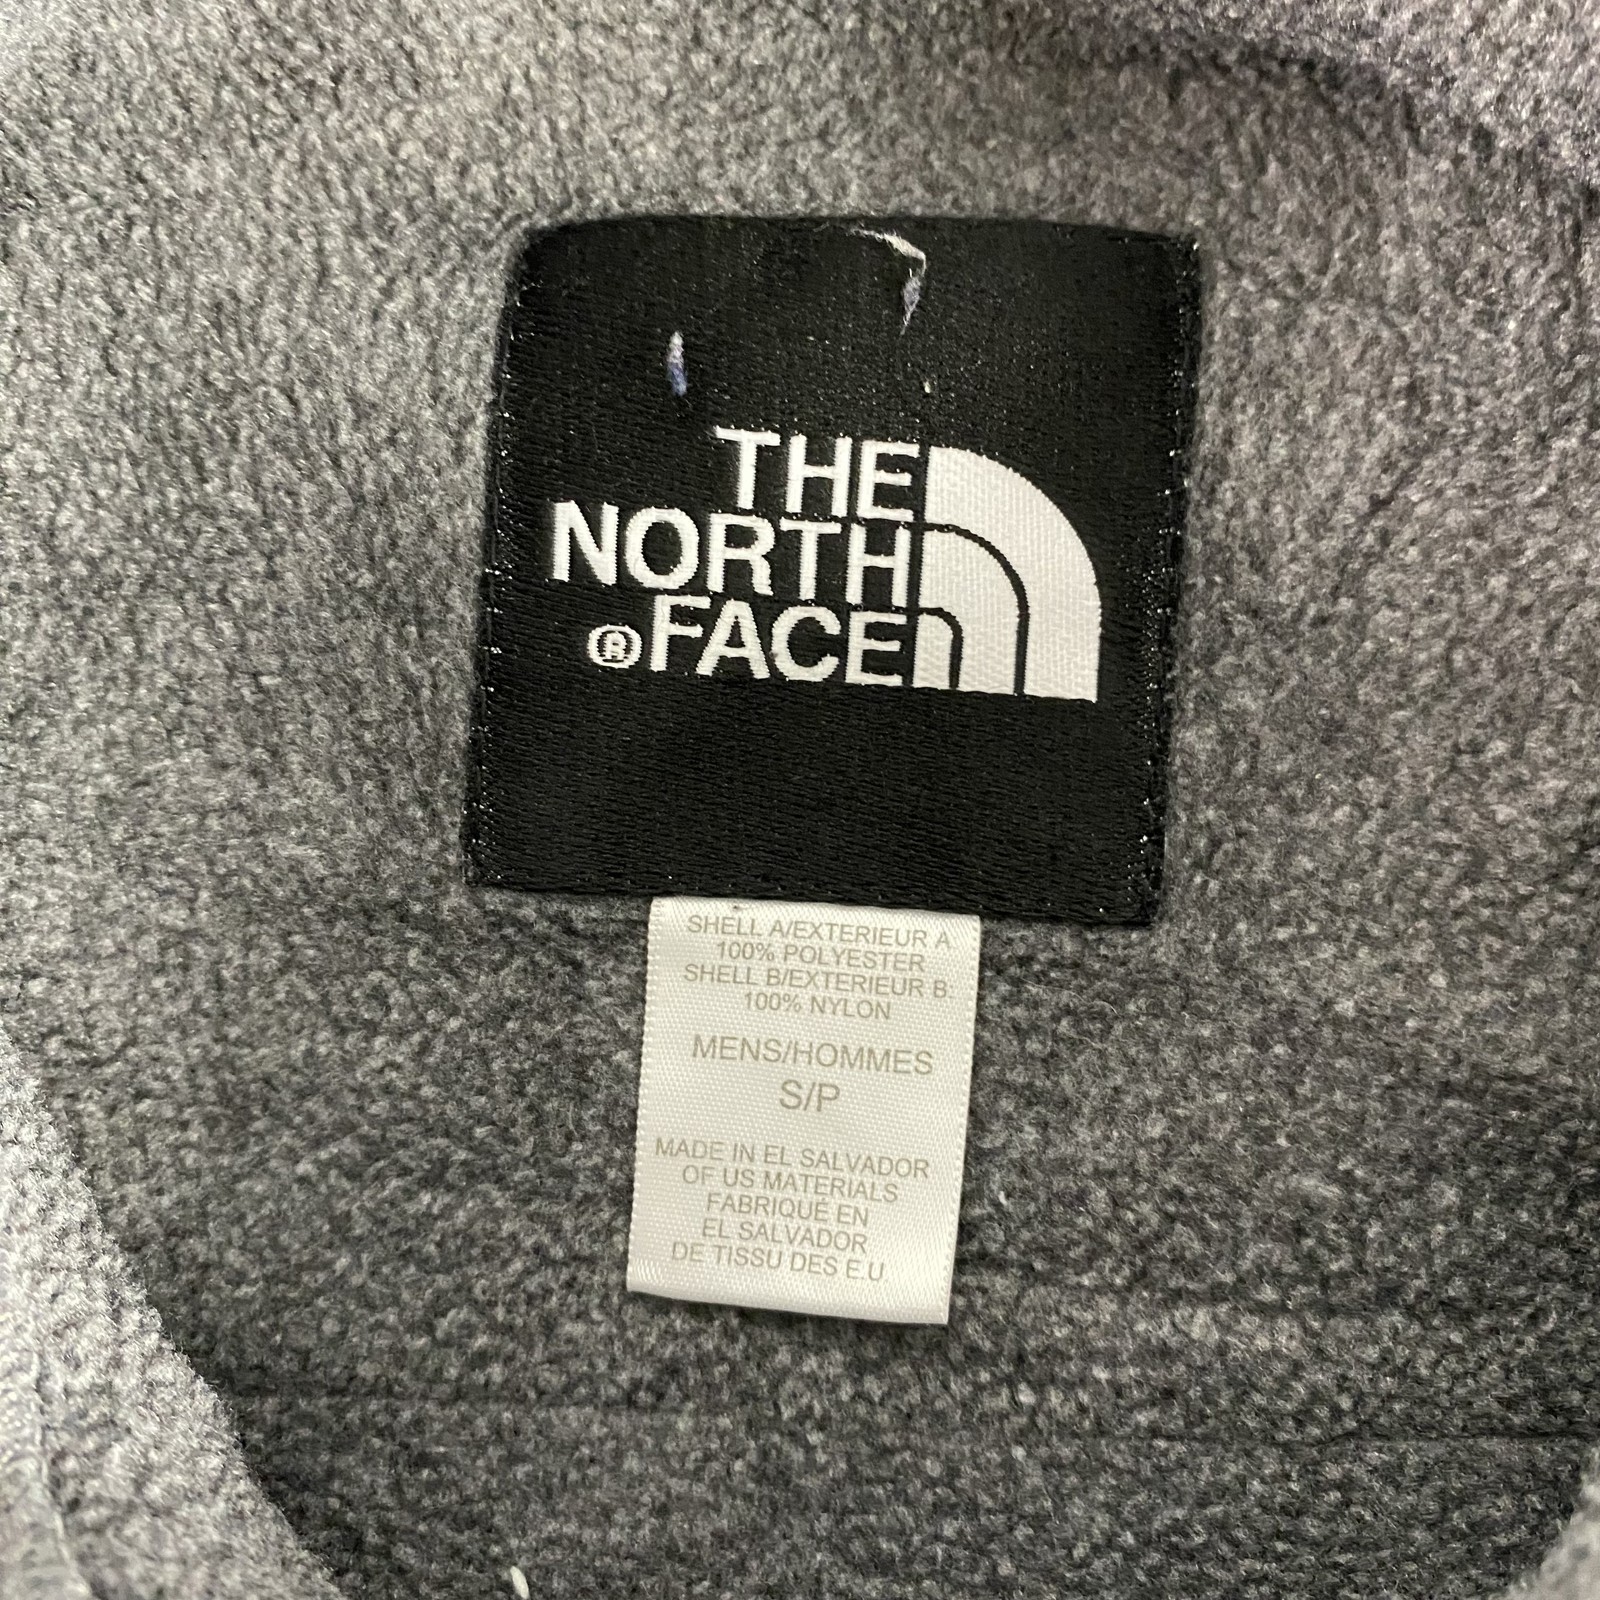 THE
NORTH
®FACE
SHELL A/EXTERIEUR A
100% POLYESTER
SHELL B/EXTERIEUR B.
100% NYLON
MENS/HOMMES
S/P
MADE IN EL SALVADOR
OF US MATERIALS
FABRIQUE EN
EL SALVADOR
DE TISSU DES E.U.